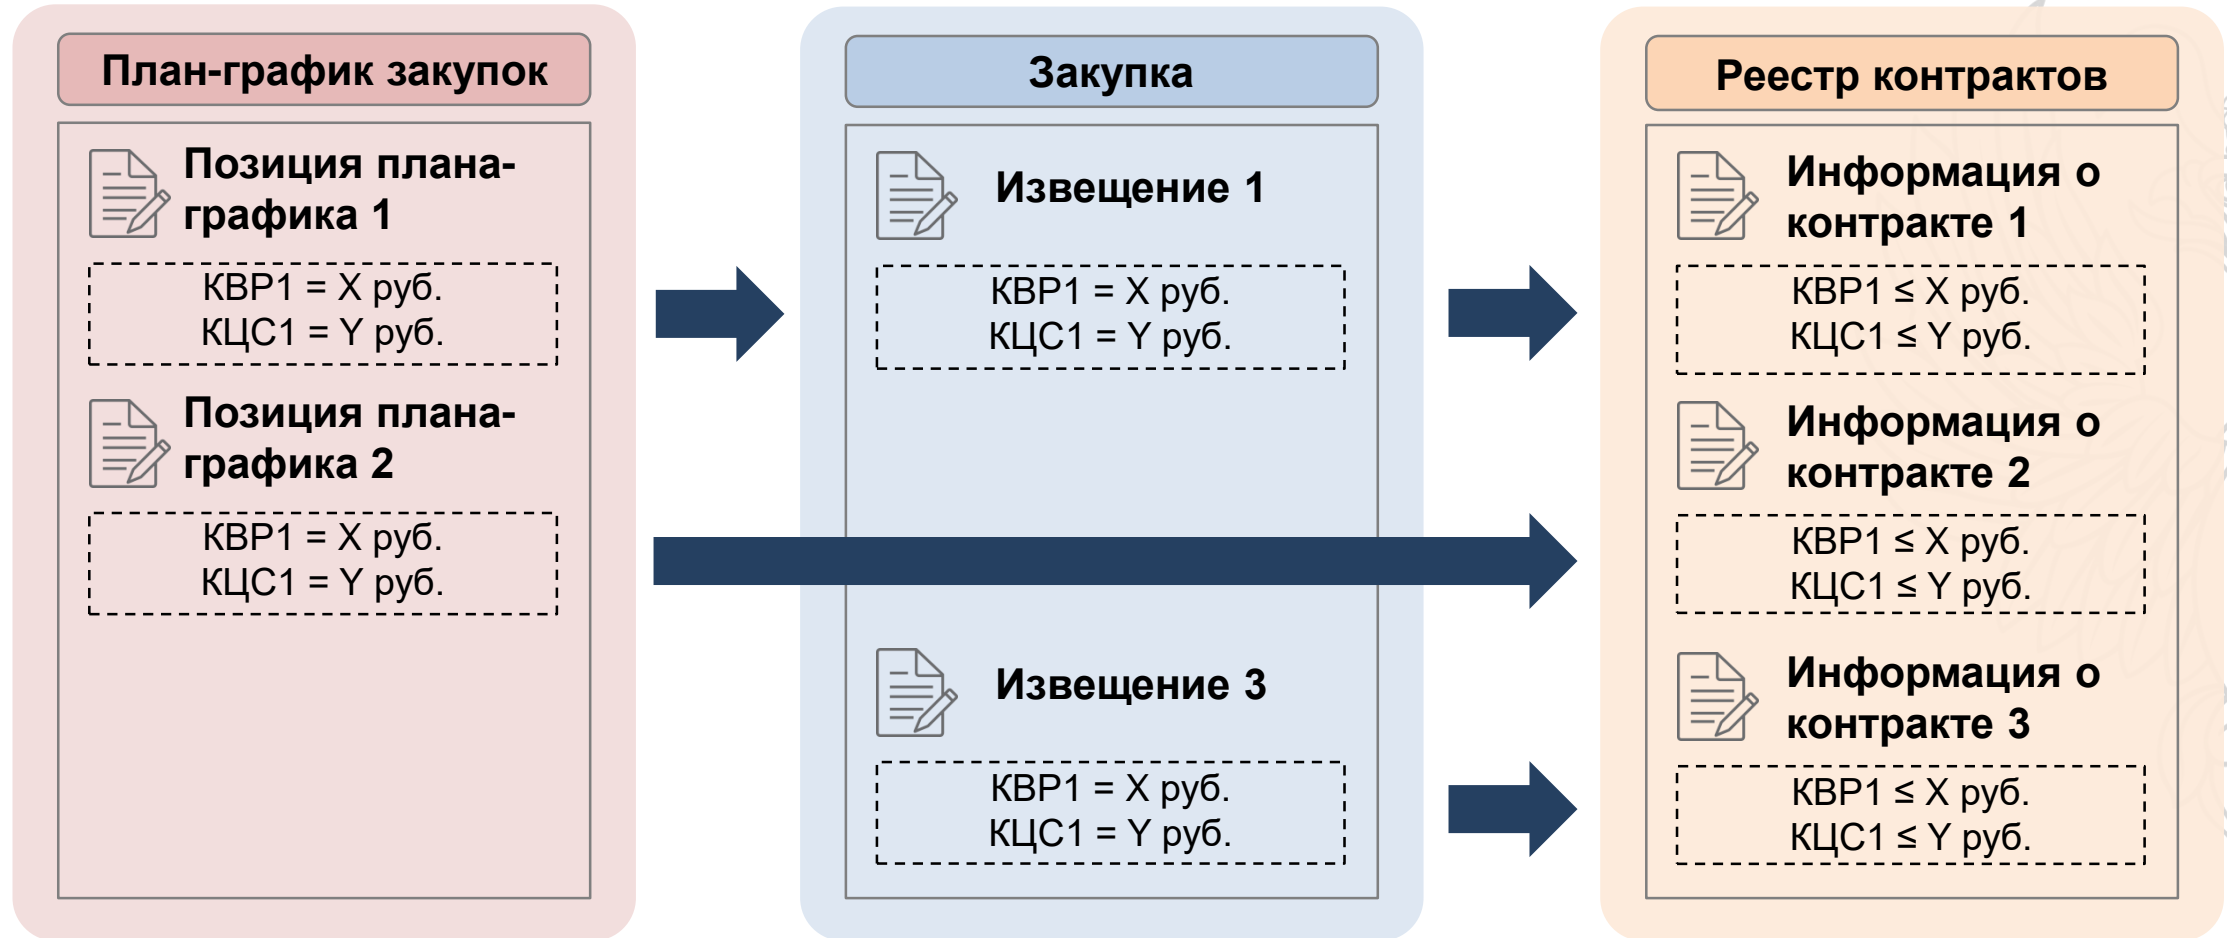 План-график закупок
Позиция плана-
графика 1
КВР1 = X руб.
КЦС1 = Y руб.
Позиция плана-
графика 2
КВР1 = X руб.
КЦС1 = Y руб.
Закупка
Извещение 1
КВР1 = X руб.
КЦС1 = Y руб.
Извещение 3
КВР1 = X руб.
КЦС1 = Y руб.
Реестр контрактов
Информация о
контракте 1
КВР1 ≤ X руб.
КЦС1 ≤ Y руб.
Информация о
контракте 2
КВР1 ≤ X руб.
КЦС1 ≤ Y руб.
Информация о
контракте 3
КВР1 ≤ X руб.
КЦС1 ≤ Y руб.